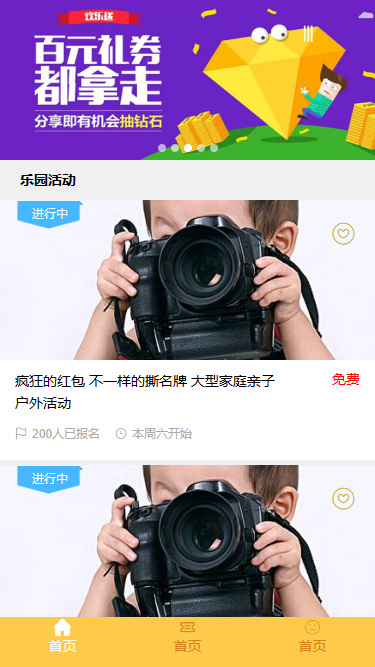 欢乐送
百元礼券
都拿走
分享即有机会抽钻石
乐园活动
进行中
疯狂的红包 不一样的撕名牌 大型家庭亲子
户外活动
免费
200人已报名
本周六开始
进行中
首页
首页
首页